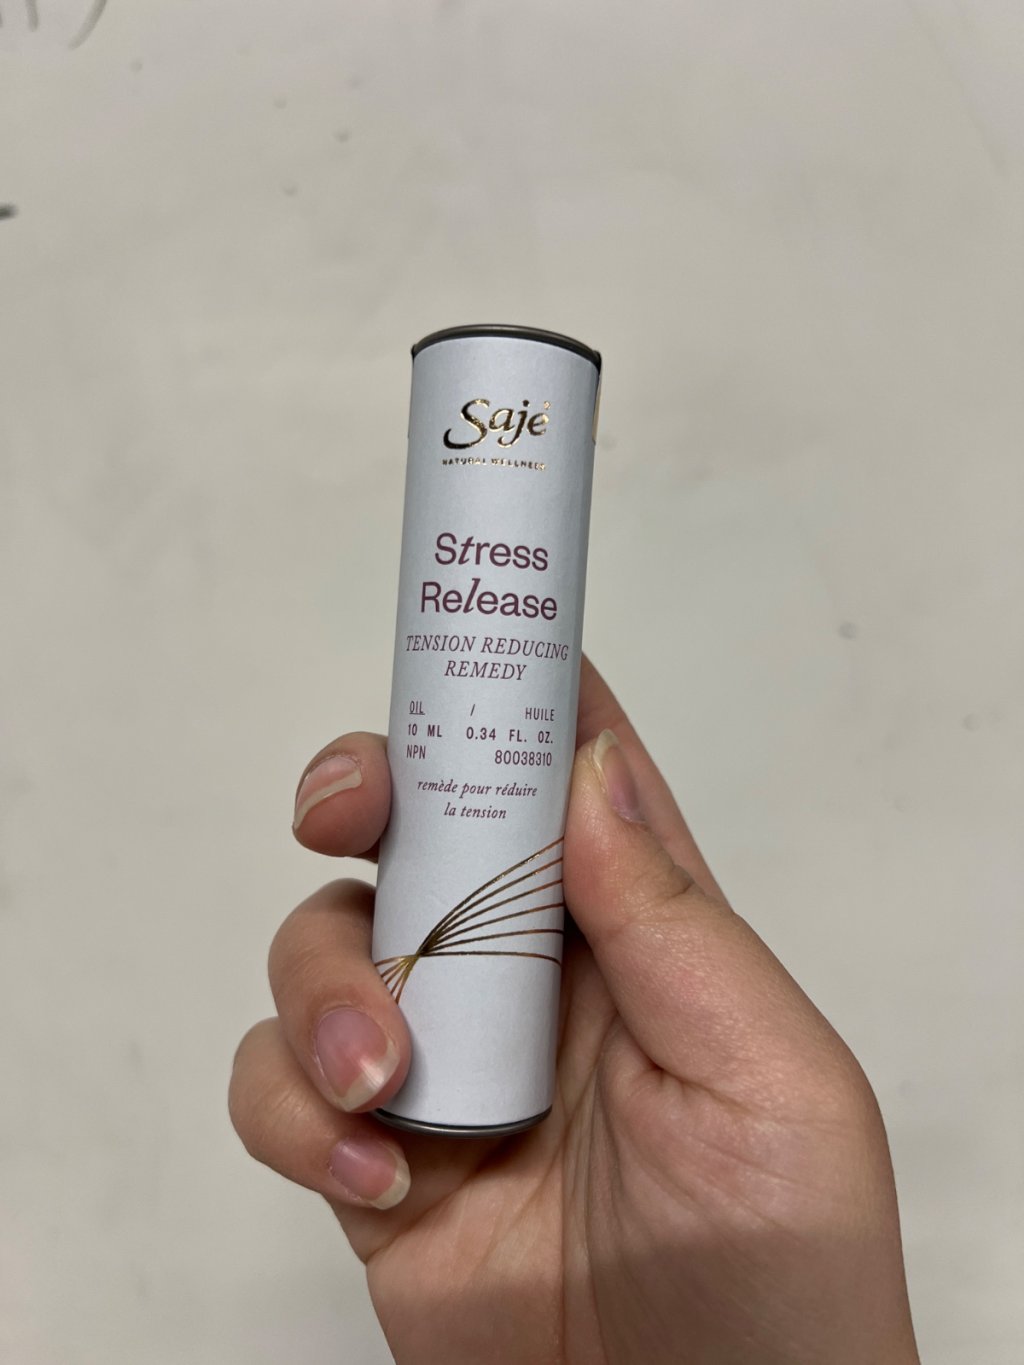 Saje
NATURAL WELLNESS
Stress
Release
TENSION REDUCING
REMEDY
OIL / HUILE
10 ML 0.34 FL. OZ.
NPN 80038310
remède pour réduire
la tension